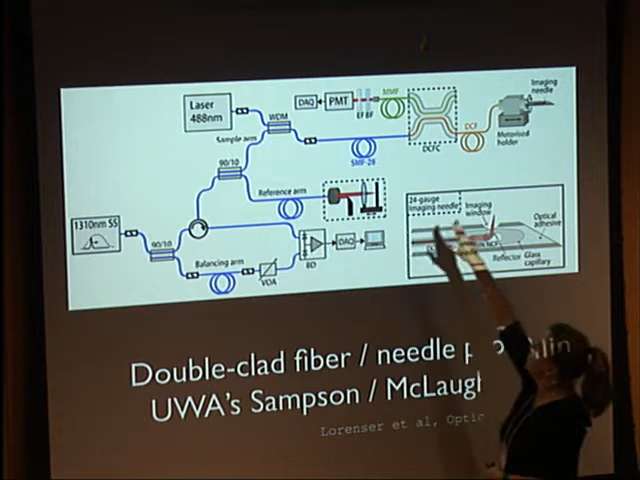 Laser
488nm
DAQ
PMT
EF BF
MMF
WDM
Sample arm
SMF-28
DCFC
DCF
Imaging
needle
Motorised
holder
90/10
Reference arm
1310nm SS
90/10
Balancing arm
VOA
BD
DAQ
24-gauge
imaging needle
Imaging
window
Optical
adhesive
NCF
Reflector
Glass
capillary
Double-clad fiber / needle
UWA's Sampson /
Lorenser et al,